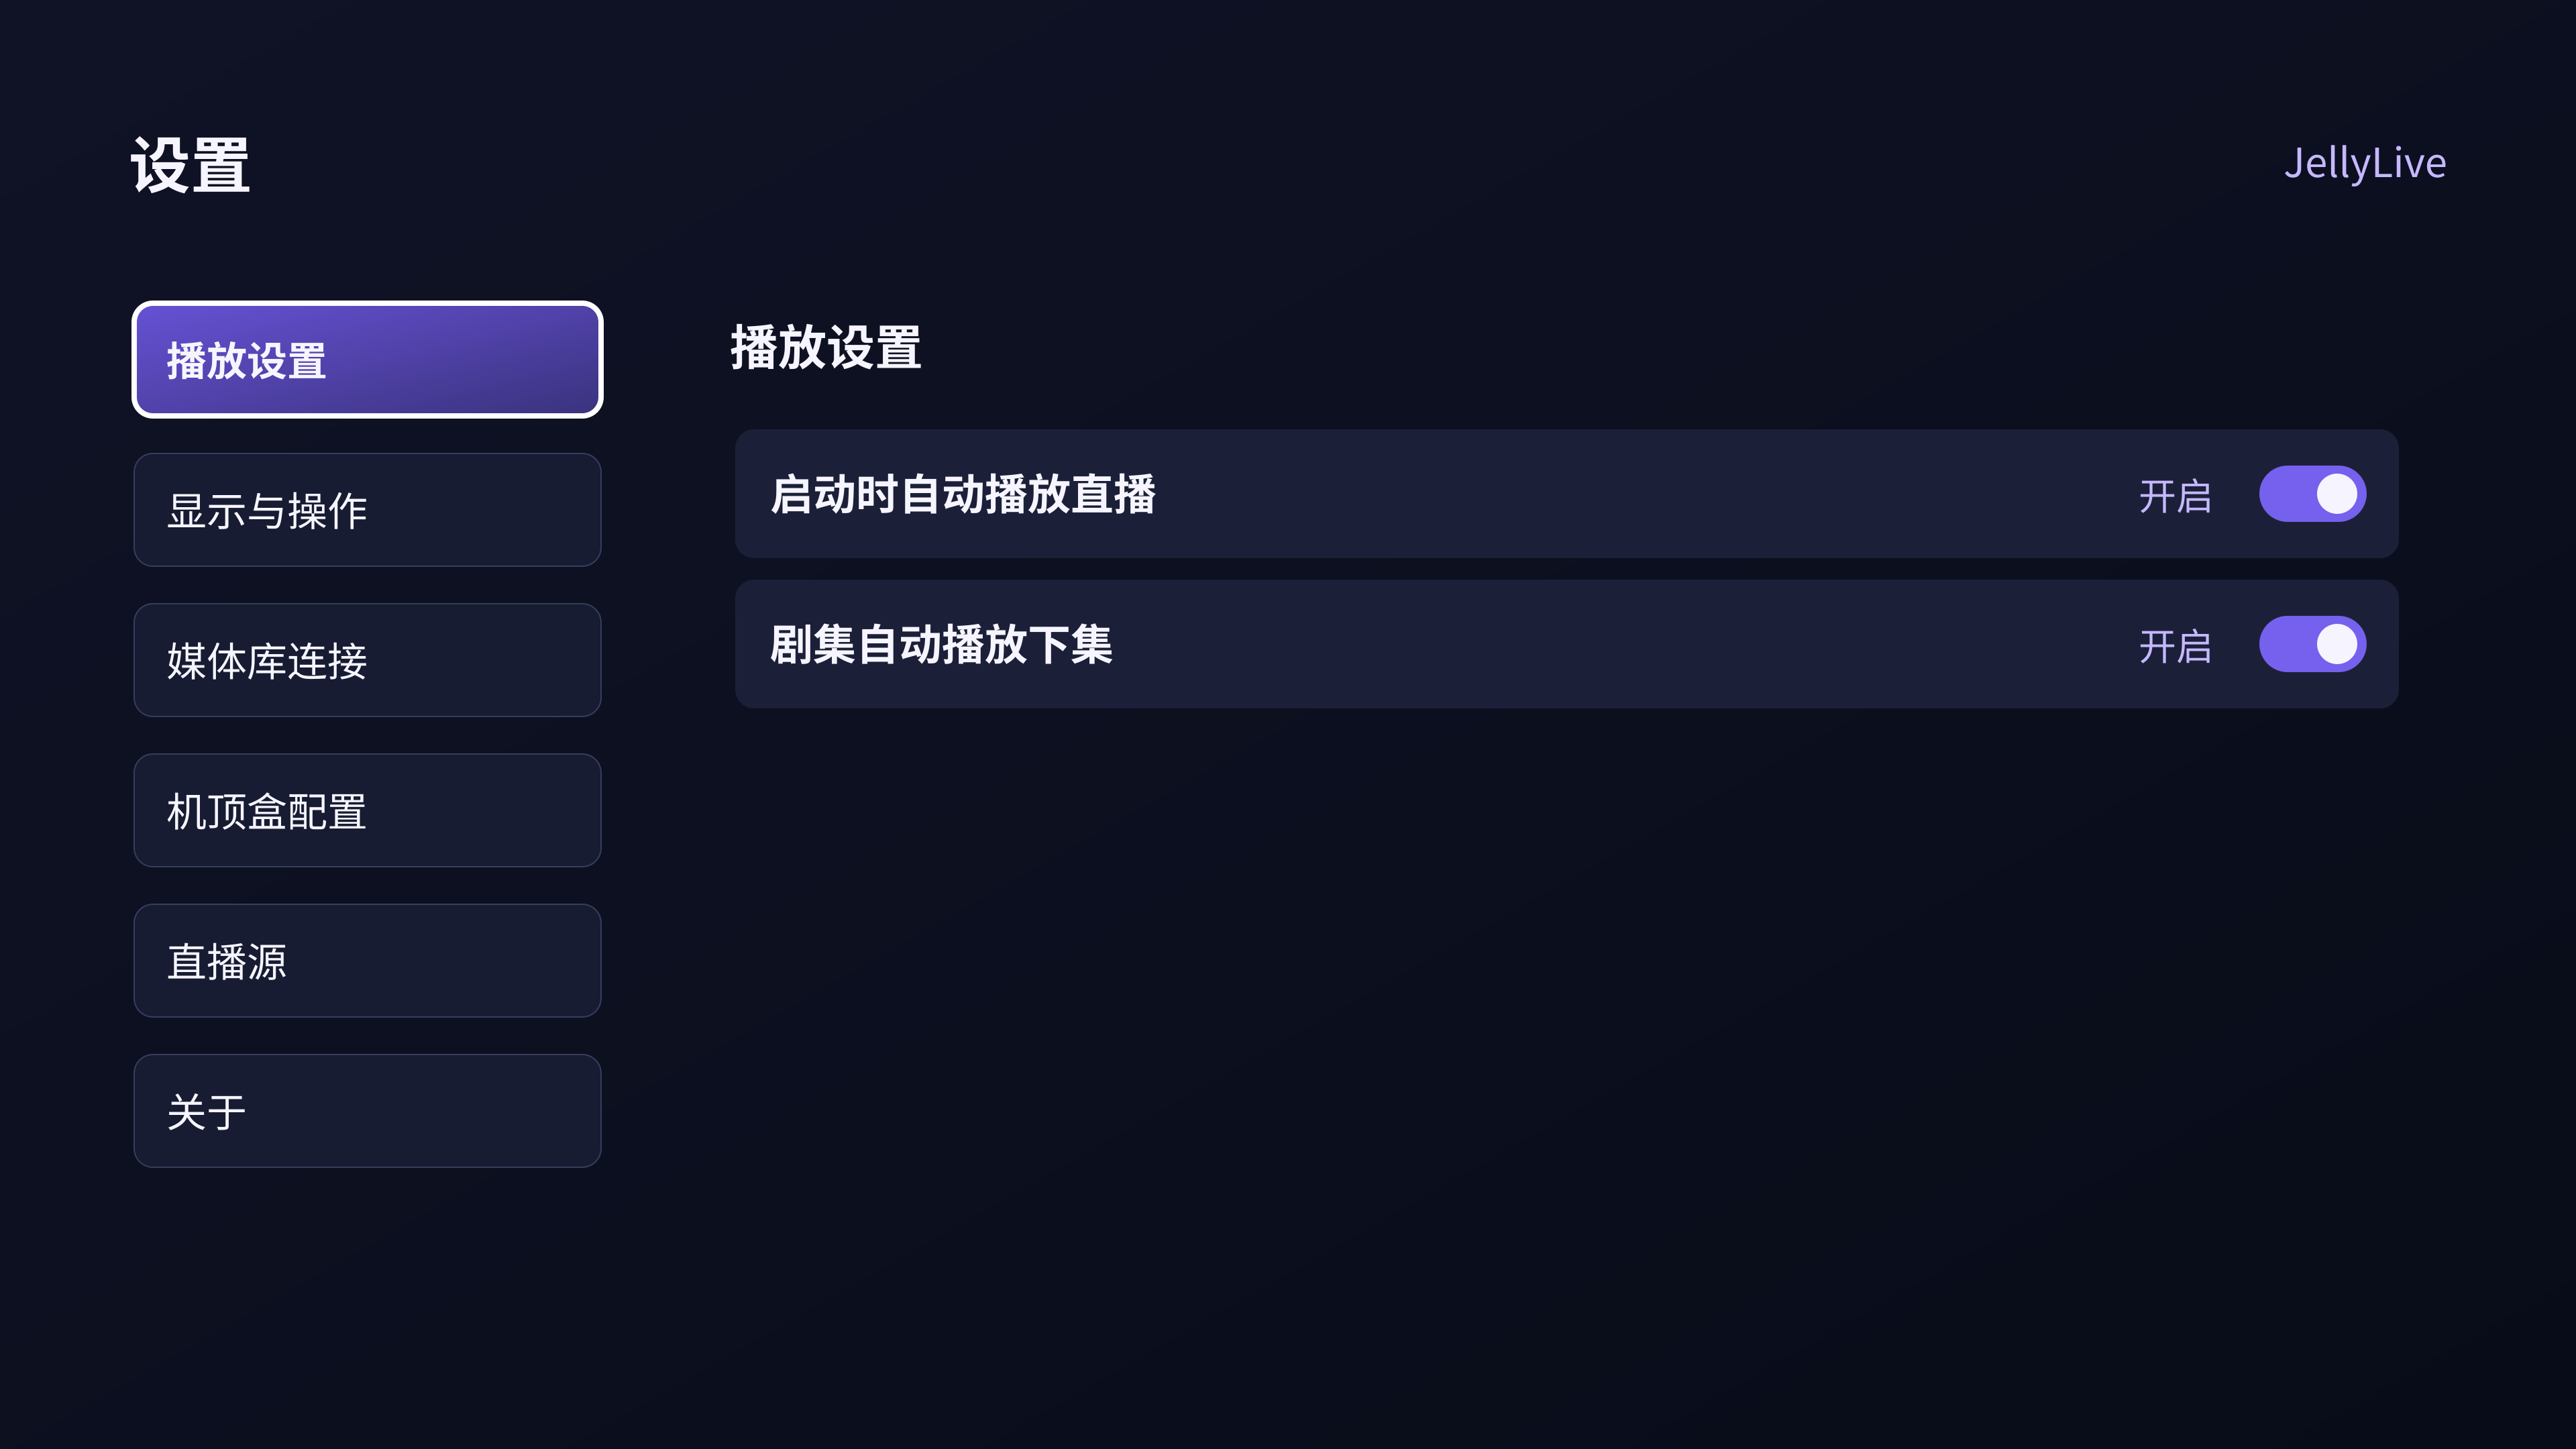 设置
JellyLive
播放设置
显示与操作
媒体库连接
机顶盒配置
直播源
关于
播放设置
启动时自动播放直播
开启
剧集自动播放下集
开启